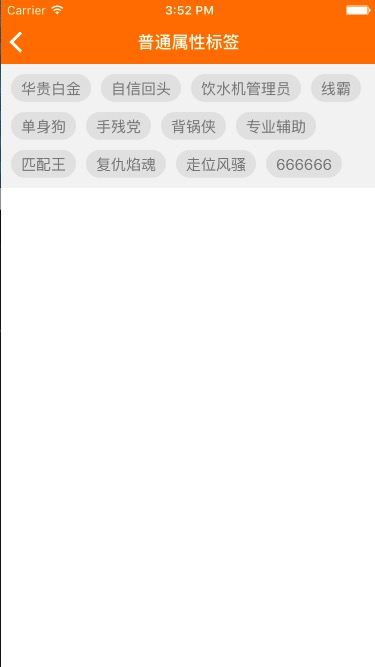 Carrier 3:52 PM
普通属性标签
华贵白金 自信回头 饮水机管理员 线霸
单身狗 手残党 背锅侠 专业辅助
匹配王 复仇焰魂 走位风骚 666666